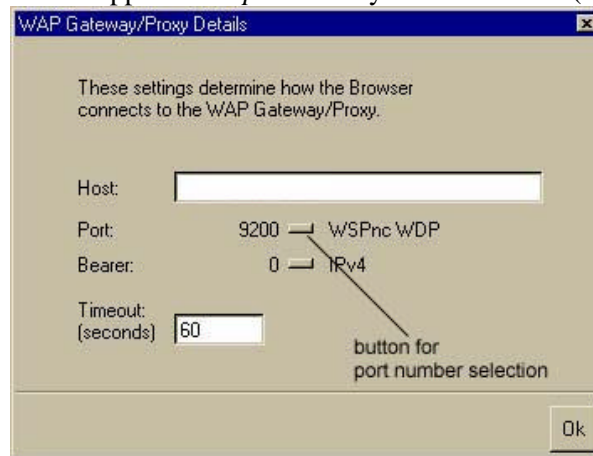 WAP Gateway/Proxy Details
These settings determine how the Browser
connects to the WAP Gateway/Proxy.
Host:
Port: 9200 WSPnc WDP
Bearer: 0 IPv4
Timeout:
(seconds) 60
button for
port number selection
Ok